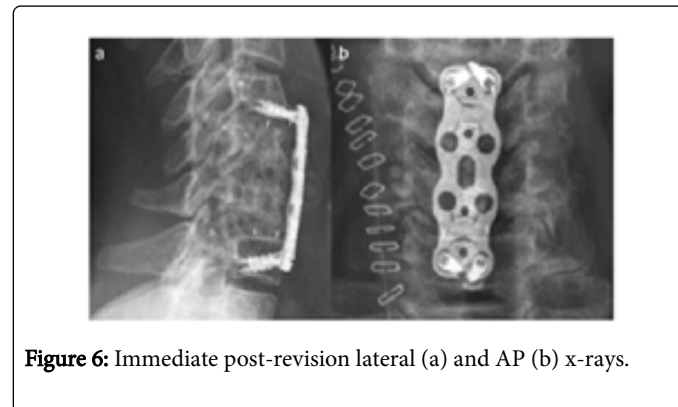 a b
Figure 6: Immediate post-revision lateral (a) and AP (b) x-rays.